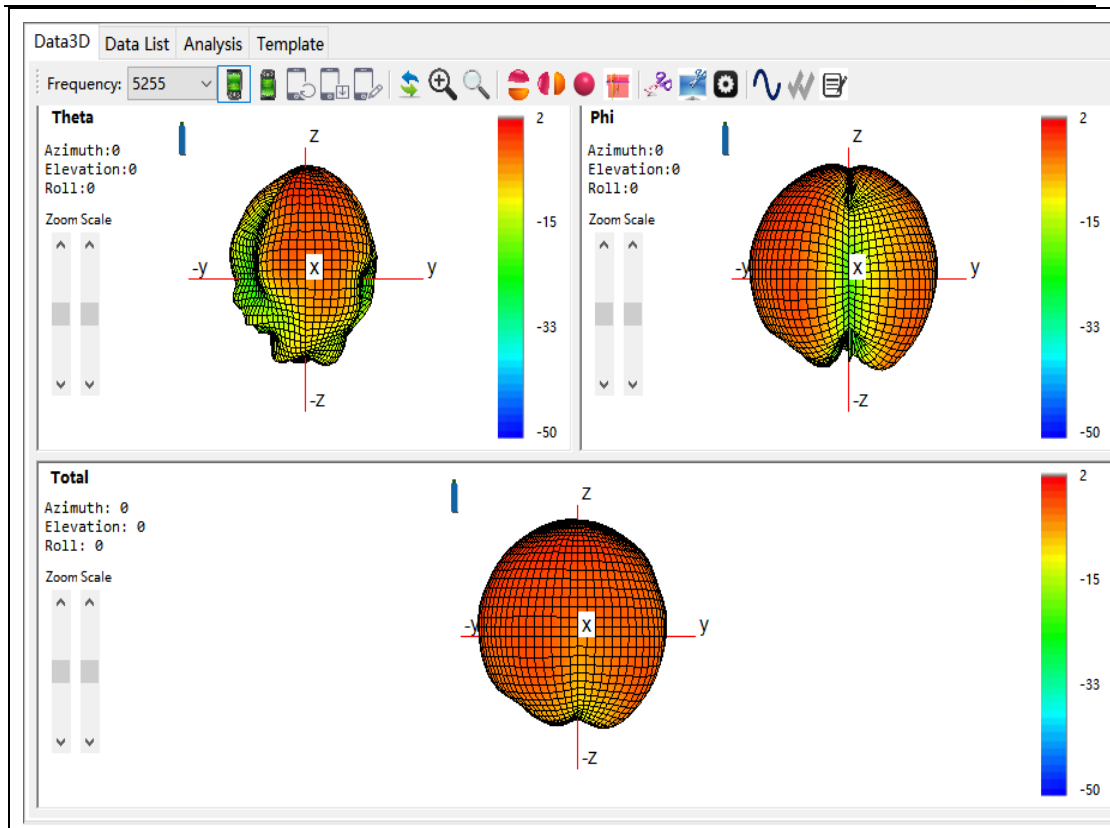 Data3D Data List Analysis Template
Frequency: 5255
Theta
Azimuth:0
Elevation:0
Roll:0
Zoom Scale
z
-y
x
y
-z
2
-15
-33
-50
Phi
Azimuth:0
Elevation:0
Roll:0
Zoom Scale
z
-y
x
y
-z
2
-15
-33
-50
Total
Azimuth: 0
Elevation: 0
Roll: 0
Zoom Scale
z
-y
x
y
-z
2
-15
-33
-50